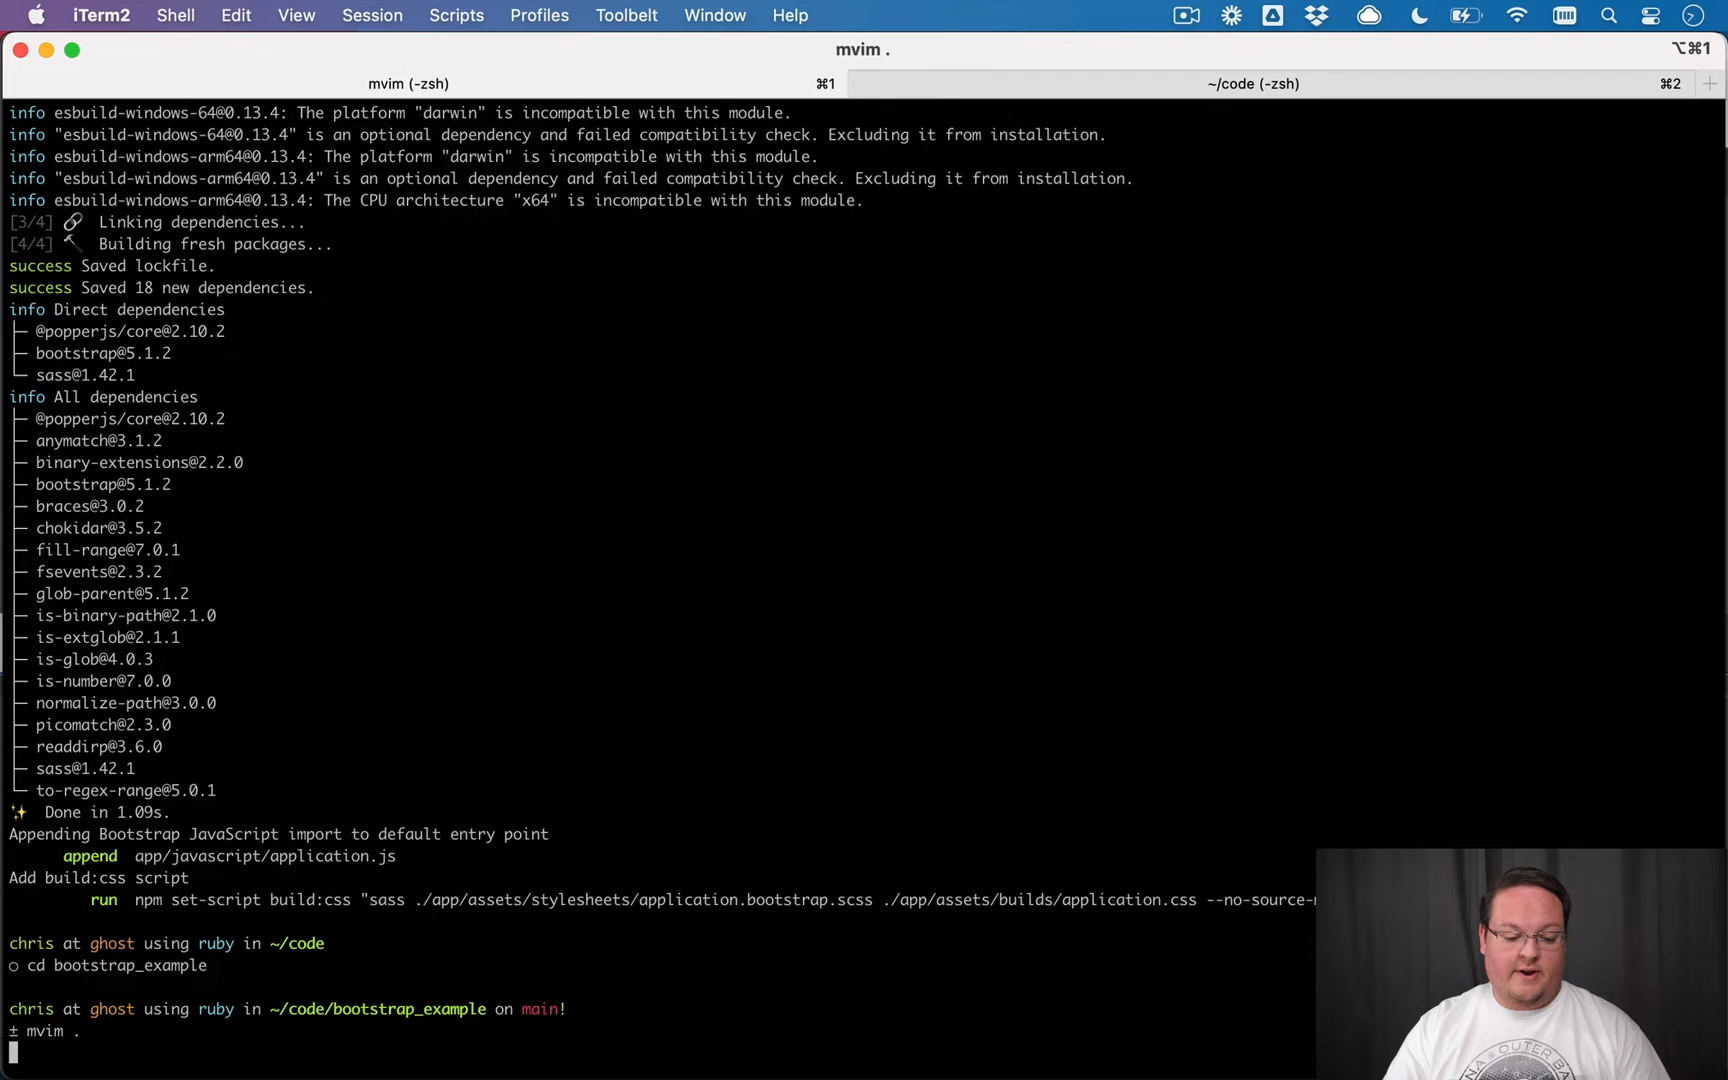 iTerm2 Shell Edit View Session Scripts Profiles Toolbelt Window Help
mvim . ⌥⌘1
mvim (-zsh) ⌘1 ~/code (-zsh) ⌘2 +
info esbuild-windows-64@0.13.4: The platform "darwin" is incompatible with this module.
info "esbuild-windows-64@0.13.4" is an optional dependency and failed compatibility check. Excluding it from installation.
info esbuild-windows-arm64@0.13.4: The platform "darwin" is incompatible with this module.
info "esbuild-windows-arm64@0.13.4" is an optional dependency and failed compatibility check. Excluding it from installation.
info esbuild-windows-arm64@0.13.4: The CPU architecture "x64" is incompatible with this module.
[3/4] 🔗 Linking dependencies...
[4/4] 🔨 Building fresh packages...
success Saved lockfile.
success Saved 18 new dependencies.
info Direct dependencies
├─ @popperjs/core@2.10.2
├─ bootstrap@5.1.2
└─ sass@1.42.1
info All dependencies
├─ @popperjs/core@2.10.2
├─ anymatch@3.1.2
├─ binary-extensions@2.2.0
├─ bootstrap@5.1.2
├─ braces@3.0.2
├─ chokidar@3.5.2
├─ fill-range@7.0.1
├─ fsevents@2.3.2
├─ glob-parent@5.1.2
├─ is-binary-path@2.1.0
├─ is-extglob@2.1.1
├─ is-glob@4.0.3
├─ is-number@7.0.0
├─ normalize-path@3.0.0
├─ picomatch@2.3.0
├─ readdirp@3.6.0
├─ sass@1.42.1
└─ to-regex-range@5.0.1
✨ Done in 1.09s.
Appending Bootstrap JavaScript import to default entry point
append app/javascript/application.js
Add build:css script
run npm set-script build:css "sass ./app/assets/stylesheets/application.bootstrap.scss ./app/assets/builds/application.css --no-source-
chris at ghost using ruby in ~/code
○ cd bootstrap_example
chris at ghost using ruby in ~/code/bootstrap_example on main!
± mvim .
OUTER BA